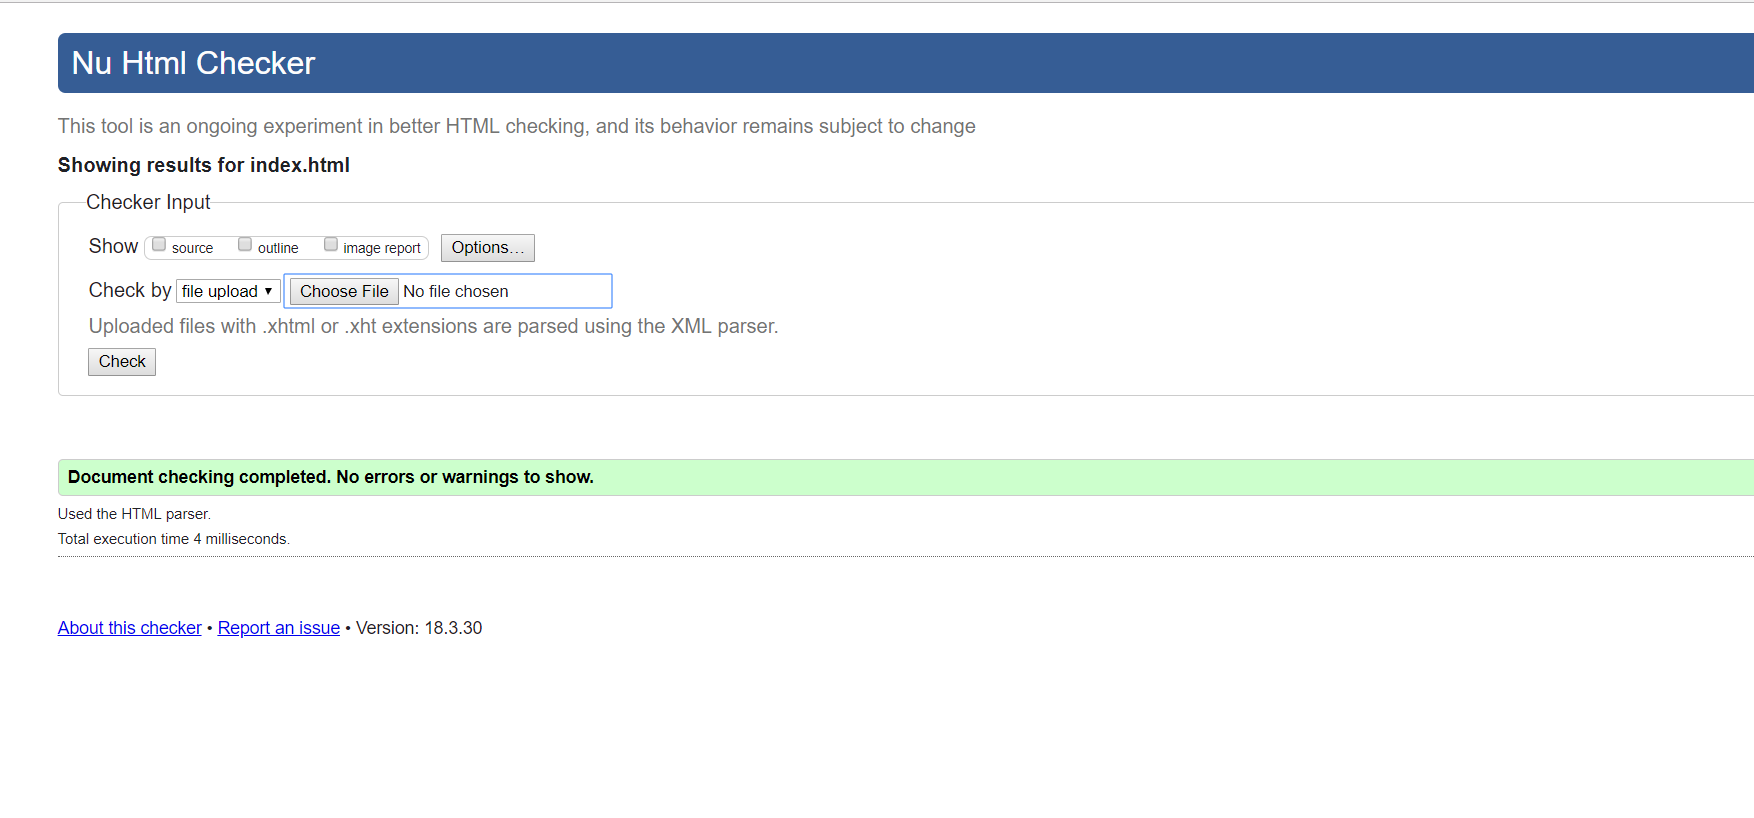 Nu Html Checker
This tool is an ongoing experiment in better HTML checking, and its behavior remains subject to change
Showing results for index.html
Checker Input
Show source outline image report Options...
Check by file upload ▼ Choose File No file chosen
Uploaded files with .xhtml or .xht extensions are parsed using the XML parser.
Check
Document checking completed. No errors or warnings to show.
Used the HTML parser.
Total execution time 4 milliseconds.
About this checker • Report an issue • Version: 18.3.30